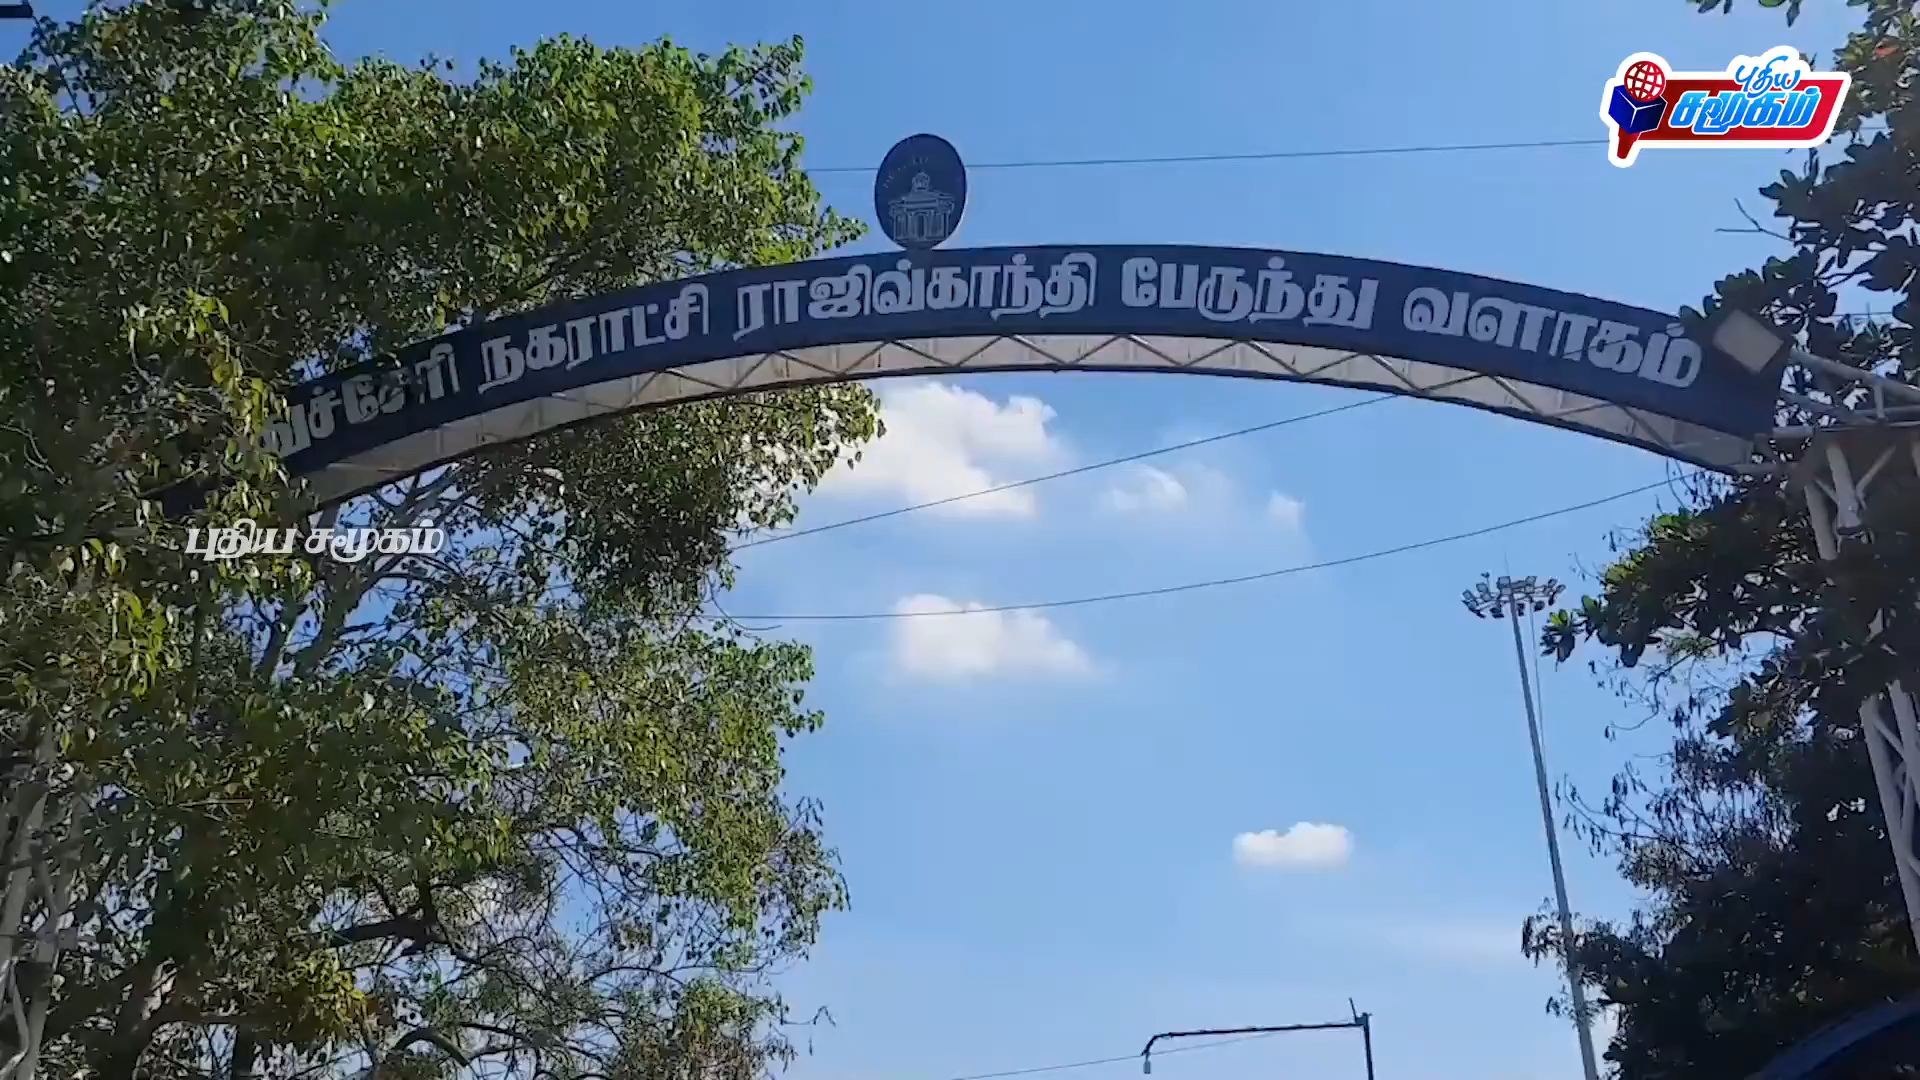 புதிய
சமூகம்
நகராட்சி ராஜிவ்காந்தி பேருந்து வளாகம்
புதிய சமூகம்